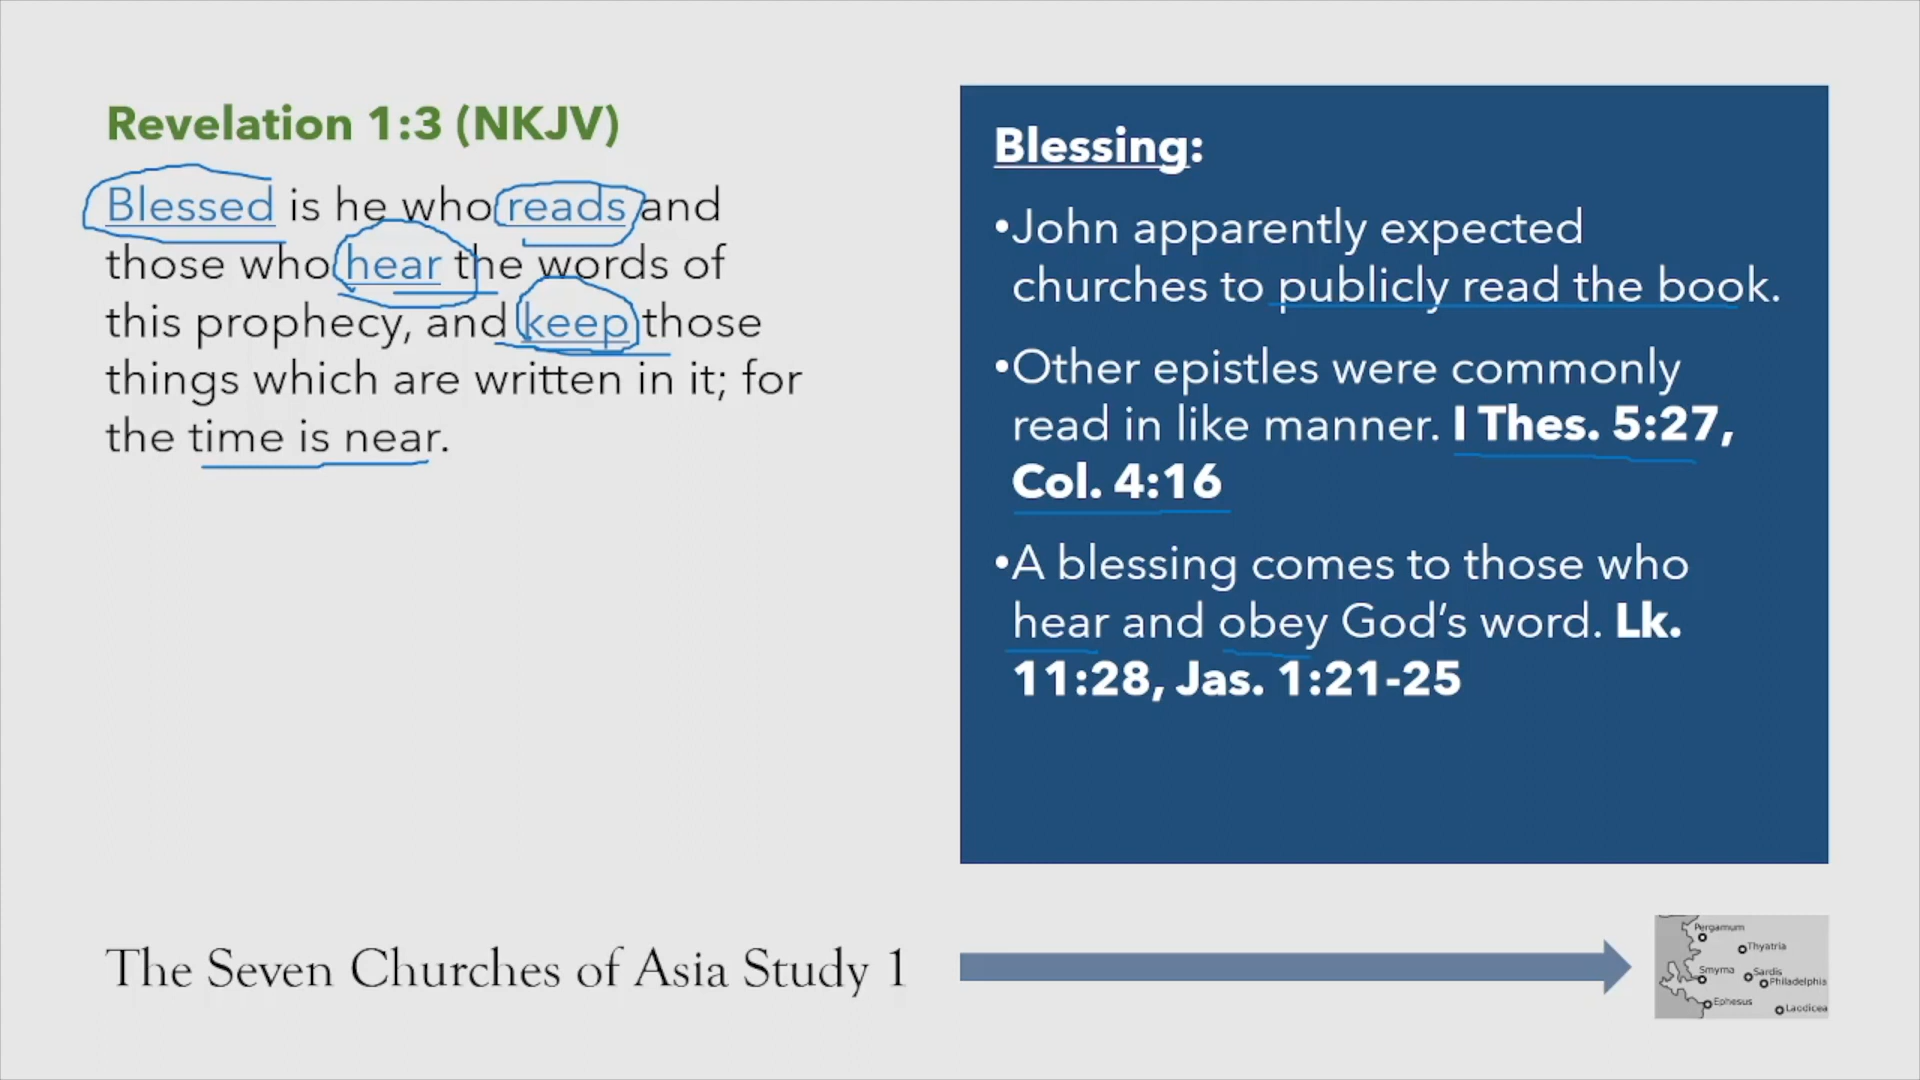 Revelation 1:3 (NKJV)
Blessed is he who reads and
those who hear the words of
this prophecy, and keep those
things which are written in it; for
the time is near.
Blessing:
•John apparently expected
churches to publicly read the book.
•Other epistles were commonly
read in like manner. I Thes. 5:27,
Col. 4:16
•A blessing comes to those who
hear and obey God's word. Lk.
11:28, Jas. 1:21-25
The Seven Churches of Asia Study 1
Pergamum
Thyatria
Smyrna
Sardis
Philadelphia
Ephesus
Laodicea